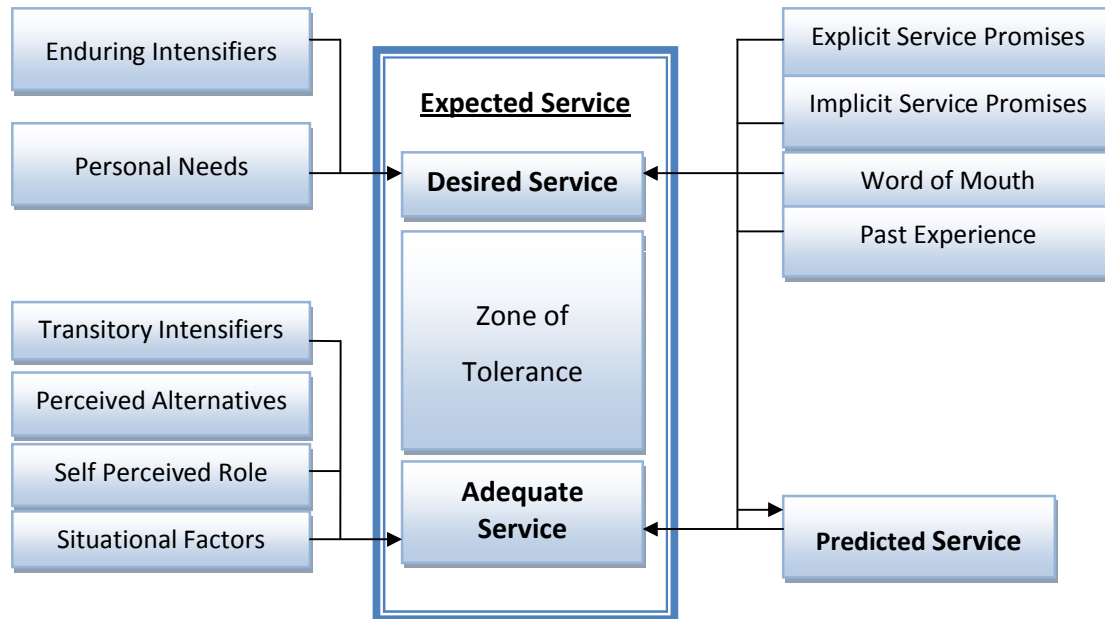 Enduring Intensifiers
Personal Needs
Transitory Intensifiers
Perceived Alternatives
Self Perceived Role
Situational Factors
Expected Service
Desired Service
Zone of
Tolerance
Adequate
Service
Explicit Service Promises
Implicit Service Promises
Word of Mouth
Past Experience
Predicted Service